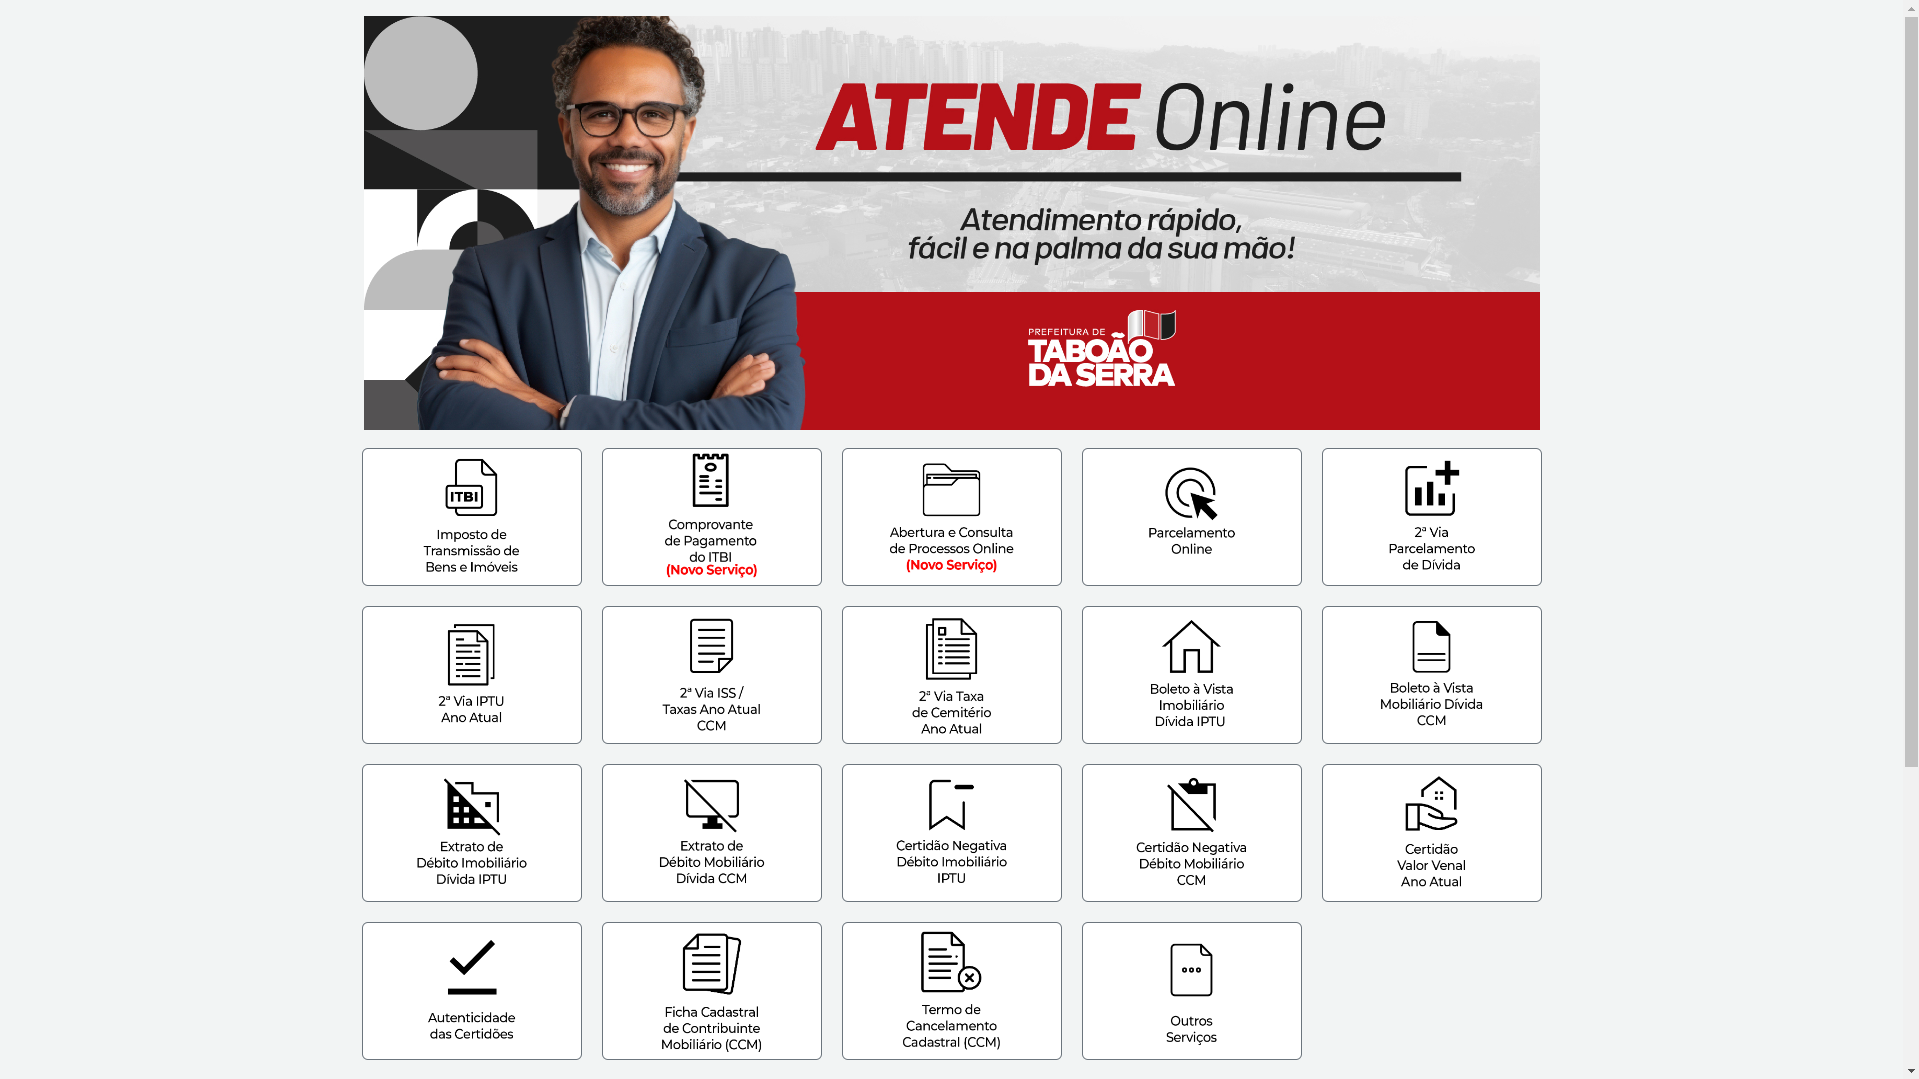 ATENDE Online
Atendimento rápido,
fácil e na palma da sua mão!
PREFEITURA DE
TABOÃO
DA SERRA
ITBI
Imposto de
Transmissão de
Bens e Imóveis
Comprovante
de Pagamento
do ITBI
(Novo Serviço)
Abertura e Consulta
de Processos Online
(Novo Serviço)
Parcelamento
Online
2ª Via
Parcelamento
de Dívida
2ª Via IPTU
Ano Atual
2ª Via ISS /
Taxas Ano Atual
CCM
2ª Via Taxa
de Cemitério
Ano Atual
Boleto à Vista
Imobiliário
Dívida IPTU
Boleto à Vista
Mobiliário Dívida
CCM
Extrato de
Débito Imobiliário
Dívida IPTU
Extrato de
Débito Mobiliário
Dívida CCM
Certidão Negativa
Débito Imobiliário
IPTU
Certidão Negativa
Débito Mobiliário
CCM
Certidão
Valor Venal
Ano Atual
Autenticidade
das Certidões
Ficha Cadastral
de Contribuinte
Mobiliário (CCM)
Termo de
Cancelamento
Cadastral (CCM)
Outros
Serviços